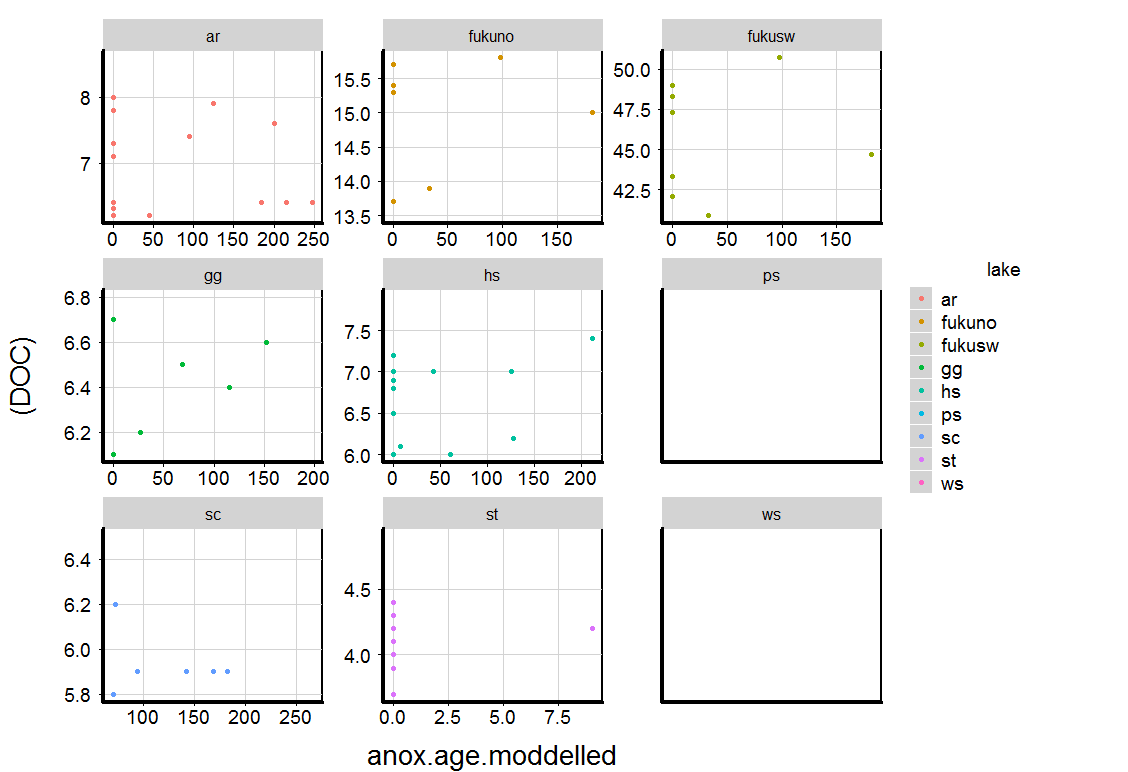 ar fukuno fukusw
8
7
0 50 100 150 200 250
15.5
15.0
14.5
14.0
13.5
0 50 100 150
50.0
47.5
45.0
42.5
0 50 100 150
gg hs ps
6.8
6.6
6.4
6.2
0 50 100 150 200
7.5
7.0
6.5
6.0
0 50 100 150 200
sc st ws
6.4
6.2
6.0
5.8
100 150 200 250
4.5
4.0
0.0 2.5 5.0 7.5
(DOC)
anox.age.moddelled
lake
ar
fukuno
fukusw
gg
hs
ps
sc
st
ws